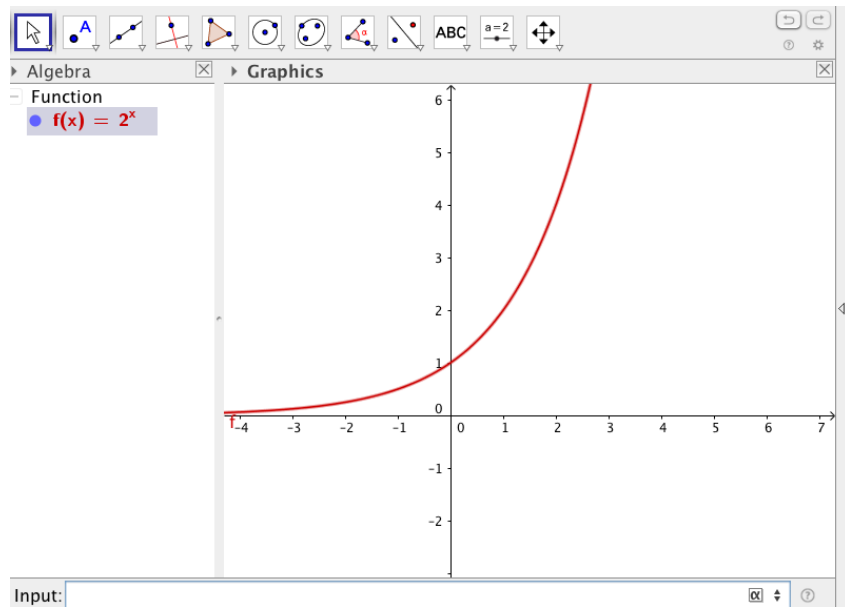 A
α
ABC
a=2
Algebra
Graphics
Function
f(x) = 2ˣ
6
5
4
3
2
1
0
f
-4 -3 -2 -1 0 1 2 3 4 5 6 7
-1
-2
Input:
α